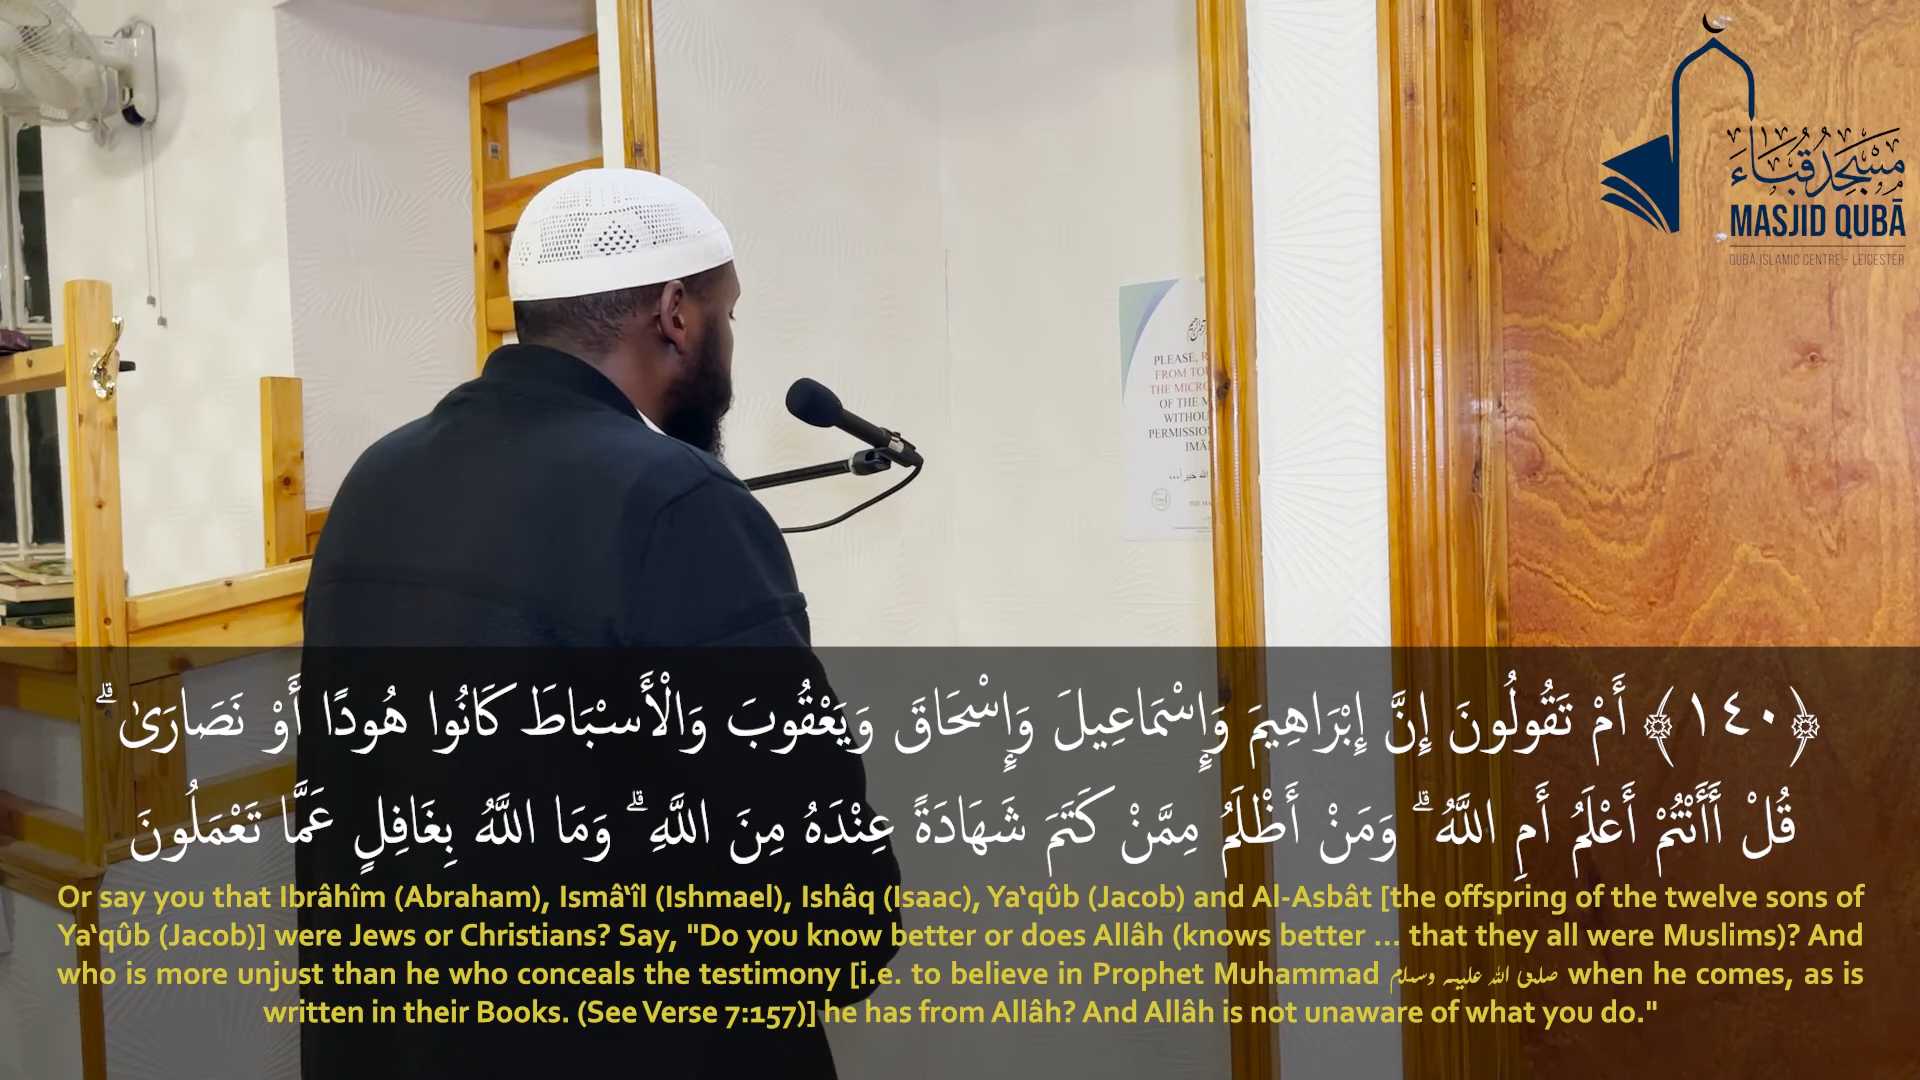 مَسْجِدُ قُبَاءَ
MASJID QUBĀ
QUBĀ ISLAMIC CENTRE - LEICESTER
PLEASE, R
FROM TOU
THE MICRO
OF THE M
WITHOU
PERMISSION
IMĀ
﴿١٤٠﴾ أَمْ تَقُولُونَ إِنَّ إِبْرَاهِيمَ وَإِسْمَاعِيلَ وَإِسْحَاقَ وَيَعْقُوبَ وَالْأَسْبَاطَ كَانُوا هُودًا أَوْ نَصَارَىٰ ۗ
قُلْ أَأَنْتُمْ أَعْلَمُ أَمِ اللَّهُ ۗ وَمَنْ أَظْلَمُ مِمَّنْ كَتَمَ شَهَادَةً عِنْدَهُ مِنَ اللَّهِ ۗ وَمَا اللَّهُ بِغَافِلٍ عَمَّا تَعْمَلُونَ
Or say you that Ibrâhîm (Abraham), Ismâ‘îl (Ishmael), Ishâq (Isaac), Ya‘qûb (Jacob) and Al-Asbât [the offspring of the twelve sons of
Ya‘qûb (Jacob)] were Jews or Christians? Say, "Do you know better or does Allâh (knows better ... that they all were Muslims)? And
who is more unjust than he who conceals the testimony [i.e. to believe in Prophet Muhammad صلى الله عليه وسلم when he comes, as is
written in their Books. (See Verse 7:157)] he has from Allâh? And Allâh is not unaware of what you do."